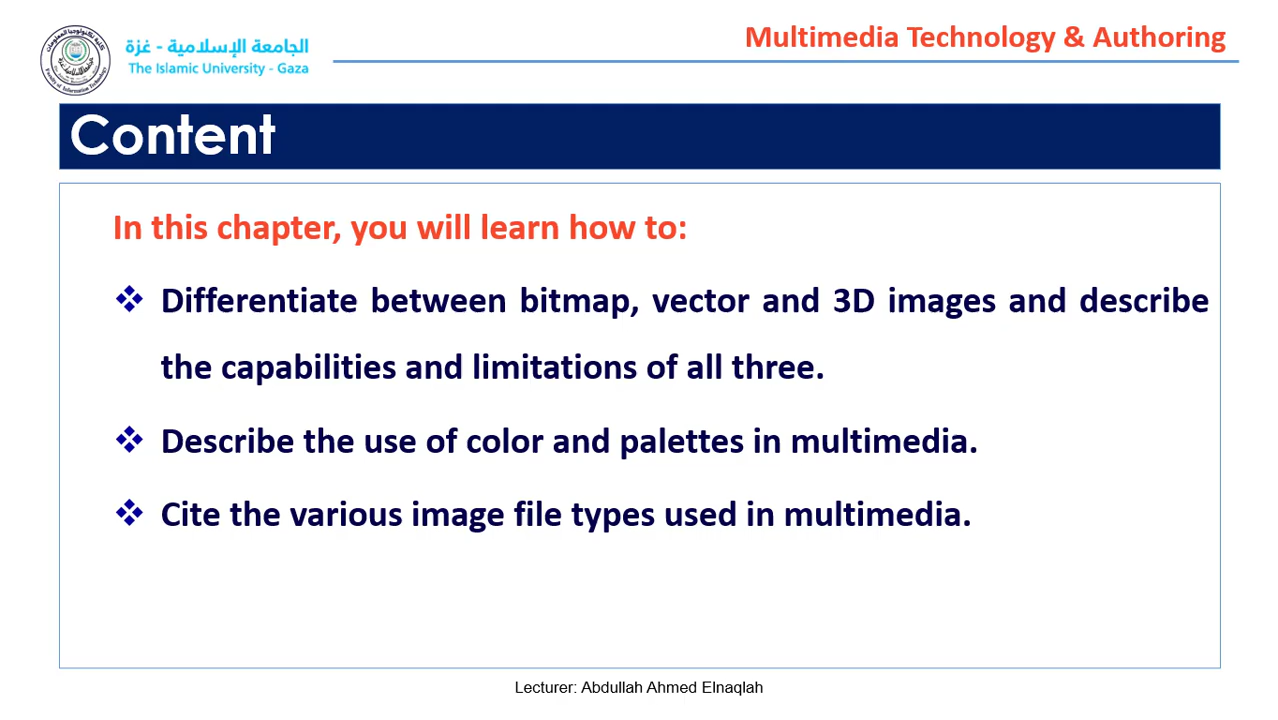 الجامعة الإسلامية - غزة
The Islamic University - Gaza
Multimedia Technology & Authoring
Content
In this chapter, you will learn how to:
Differentiate between bitmap, vector and 3D images and describe
the capabilities and limitations of all three.
Describe the use of color and palettes in multimedia.
Cite the various image file types used in multimedia.
Lecturer: Abdullah Ahmed Elnaqlah